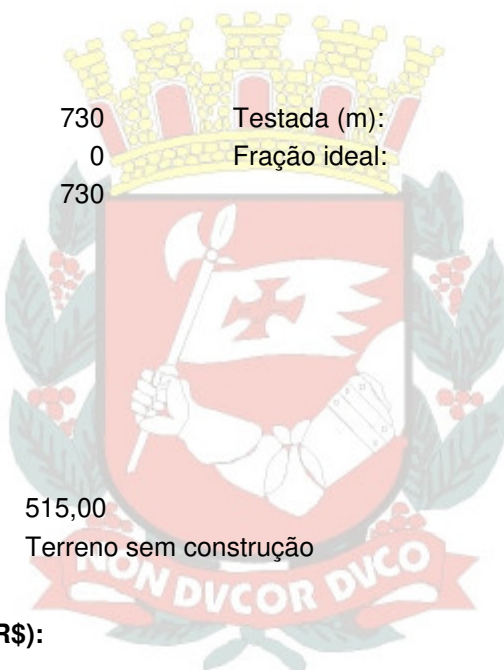 730 Testada (m):
0 Fração ideal:
730
515,00
Terreno sem construção
NON DVCOR DVCO
R$):